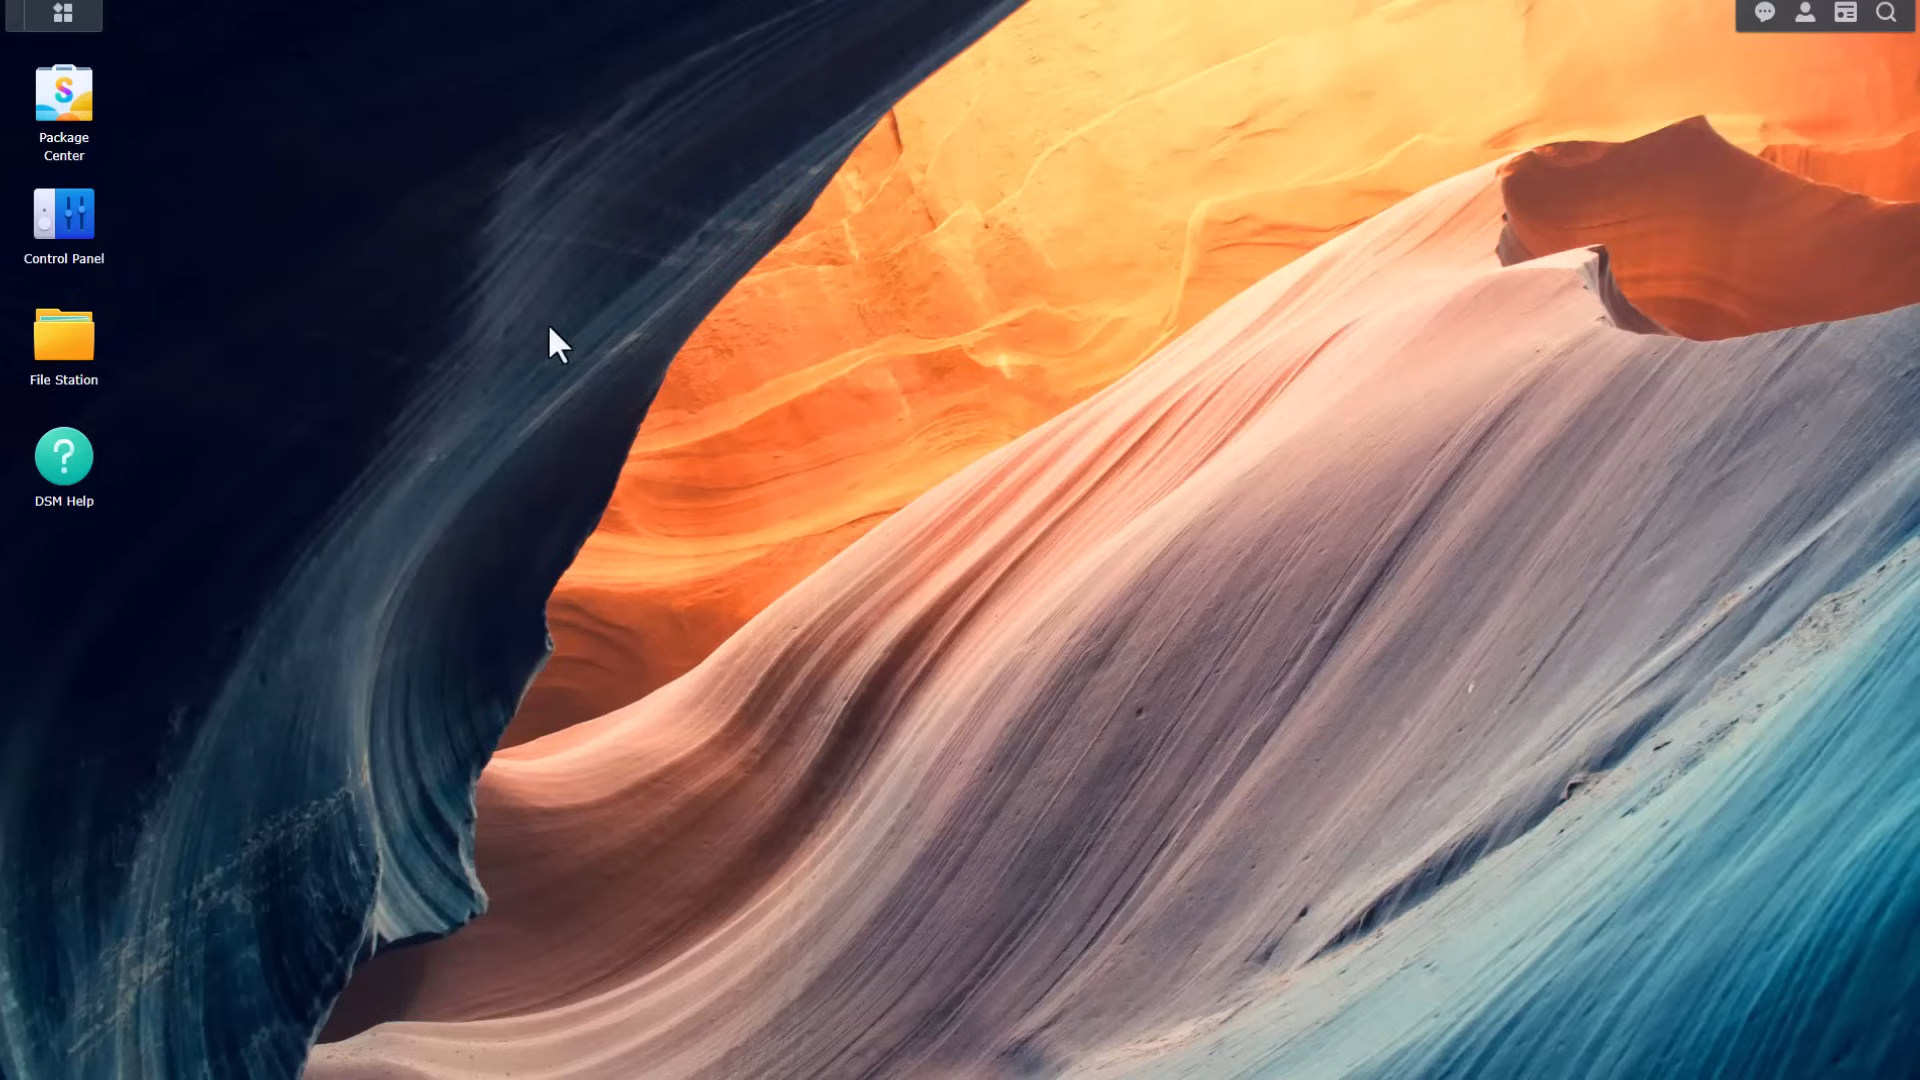 Package
Center
Control Panel
File Station
DSM Help